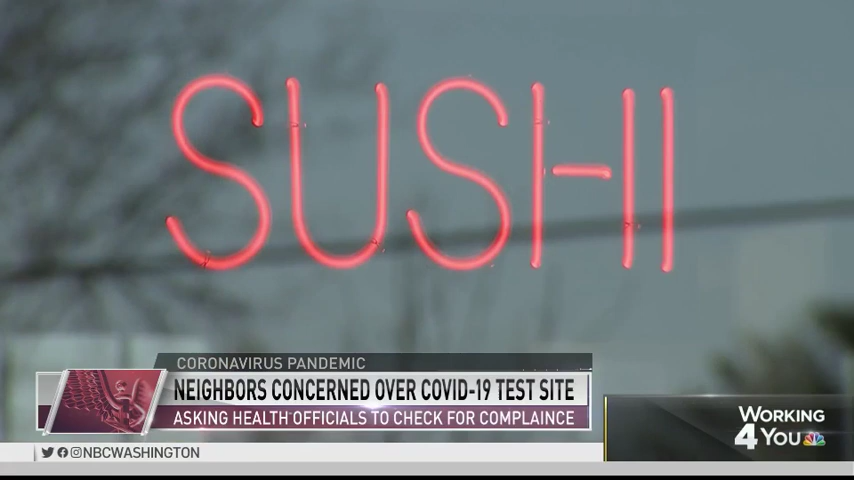 SUSHI
CORONAVIRUS PANDEMIC
NEIGHBORS CONCERNED OVER COVID-19 TEST SITE
ASKING HEALTH OFFICIALS TO CHECK FOR COMPLAINCE
@NBCWASHINGTON
WORKING
4 YOU